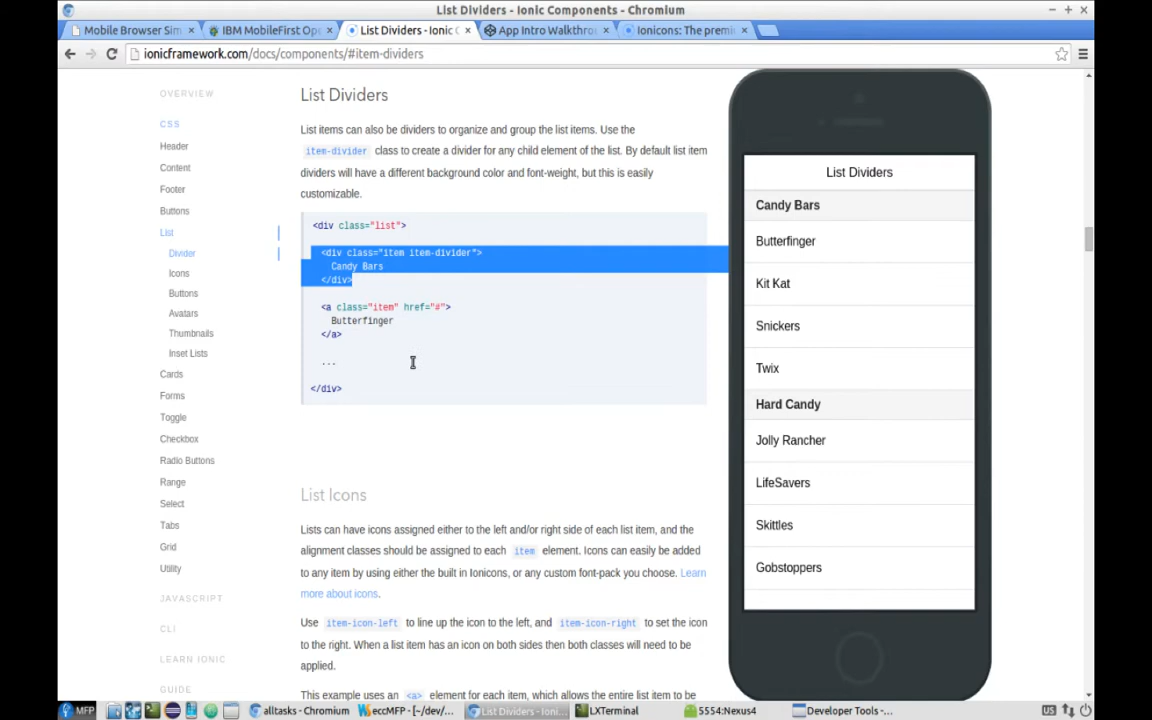 List Dividers - Ionic Components - Chromium
Mobile Browser Sim
IBM MobileFirst Op
List Dividers - Ionic C
App Intro Walkthrou
Ionicons: The premi
ionicframework.com/docs/components/#item-dividers
OVERVIEW
CSS
Header
Content
Footer
Buttons
List
Divider
Icons
Buttons
Avatars
Thumbnails
Inset Lists
Cards
Forms
Toggle
Checkbox
Radio Buttons
Range
Select
Tabs
Grid
Utility
JAVASCRIPT
CLI
LEARN IONIC
GUIDE
List Dividers
List items can also be dividers to organize and group the list items. Use the
item-divider class to create a divider for any child element of the list. By default list item
dividers will have a different background color and font-weight, but this is easily
customizable.
<div class="list">
<div class="item item-divider">
Candy Bars
</div>
<a class="item" href="#">
Butterfinger
</a>
...
</div>
List Icons
Lists can have icons assigned either to the left and/or right side of each list item, and the
alignment classes should be assigned to each item element. Icons can easily be added
to any item by using either the built in Ionicons, or any custom font-pack you choose. Learn
more about icons.
Use item-icon-left to line up the icon to the left, and item-icon-right to set the icon
to the right. When a list item has an icon on both sides then both classes will need to be
applied.
This example uses an <a> element for each item, which allows the entire list item to be
List Dividers
Candy Bars
Butterfinger
Kit Kat
Snickers
Twix
Hard Candy
Jolly Rancher
LifeSavers
Skittles
Gobstoppers
MFP
alltasks - Chromium
eccMFP - [~/dev/...
List Dividers - Ioni...
LXTerminal
5554:Nexus4
Developer Tools -...
US